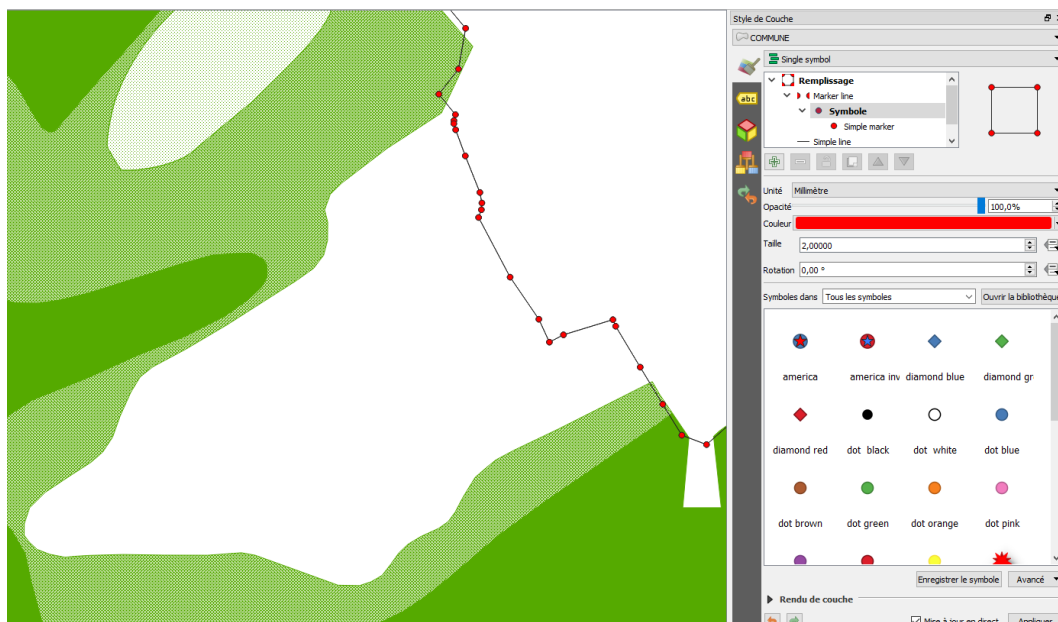 Style de Couche
COMMUNE
Single symbol
Remplissage
Marker line
abc
Symbole
Simple marker
Simple line
Unité Millimètre
Opacité 100,0%
Couleur
Taille 2,00000
Rotation 0,00 °
Symboles dans Tous les symboles Ouvrir la bibliothèque
america america inv diamond blue diamond gr
diamond red dot black dot white dot blue
dot brown dot green dot orange dot pink
Enregistrer le symbole Avancé
Rendu de couche
Mise à jour en direct Appliquer